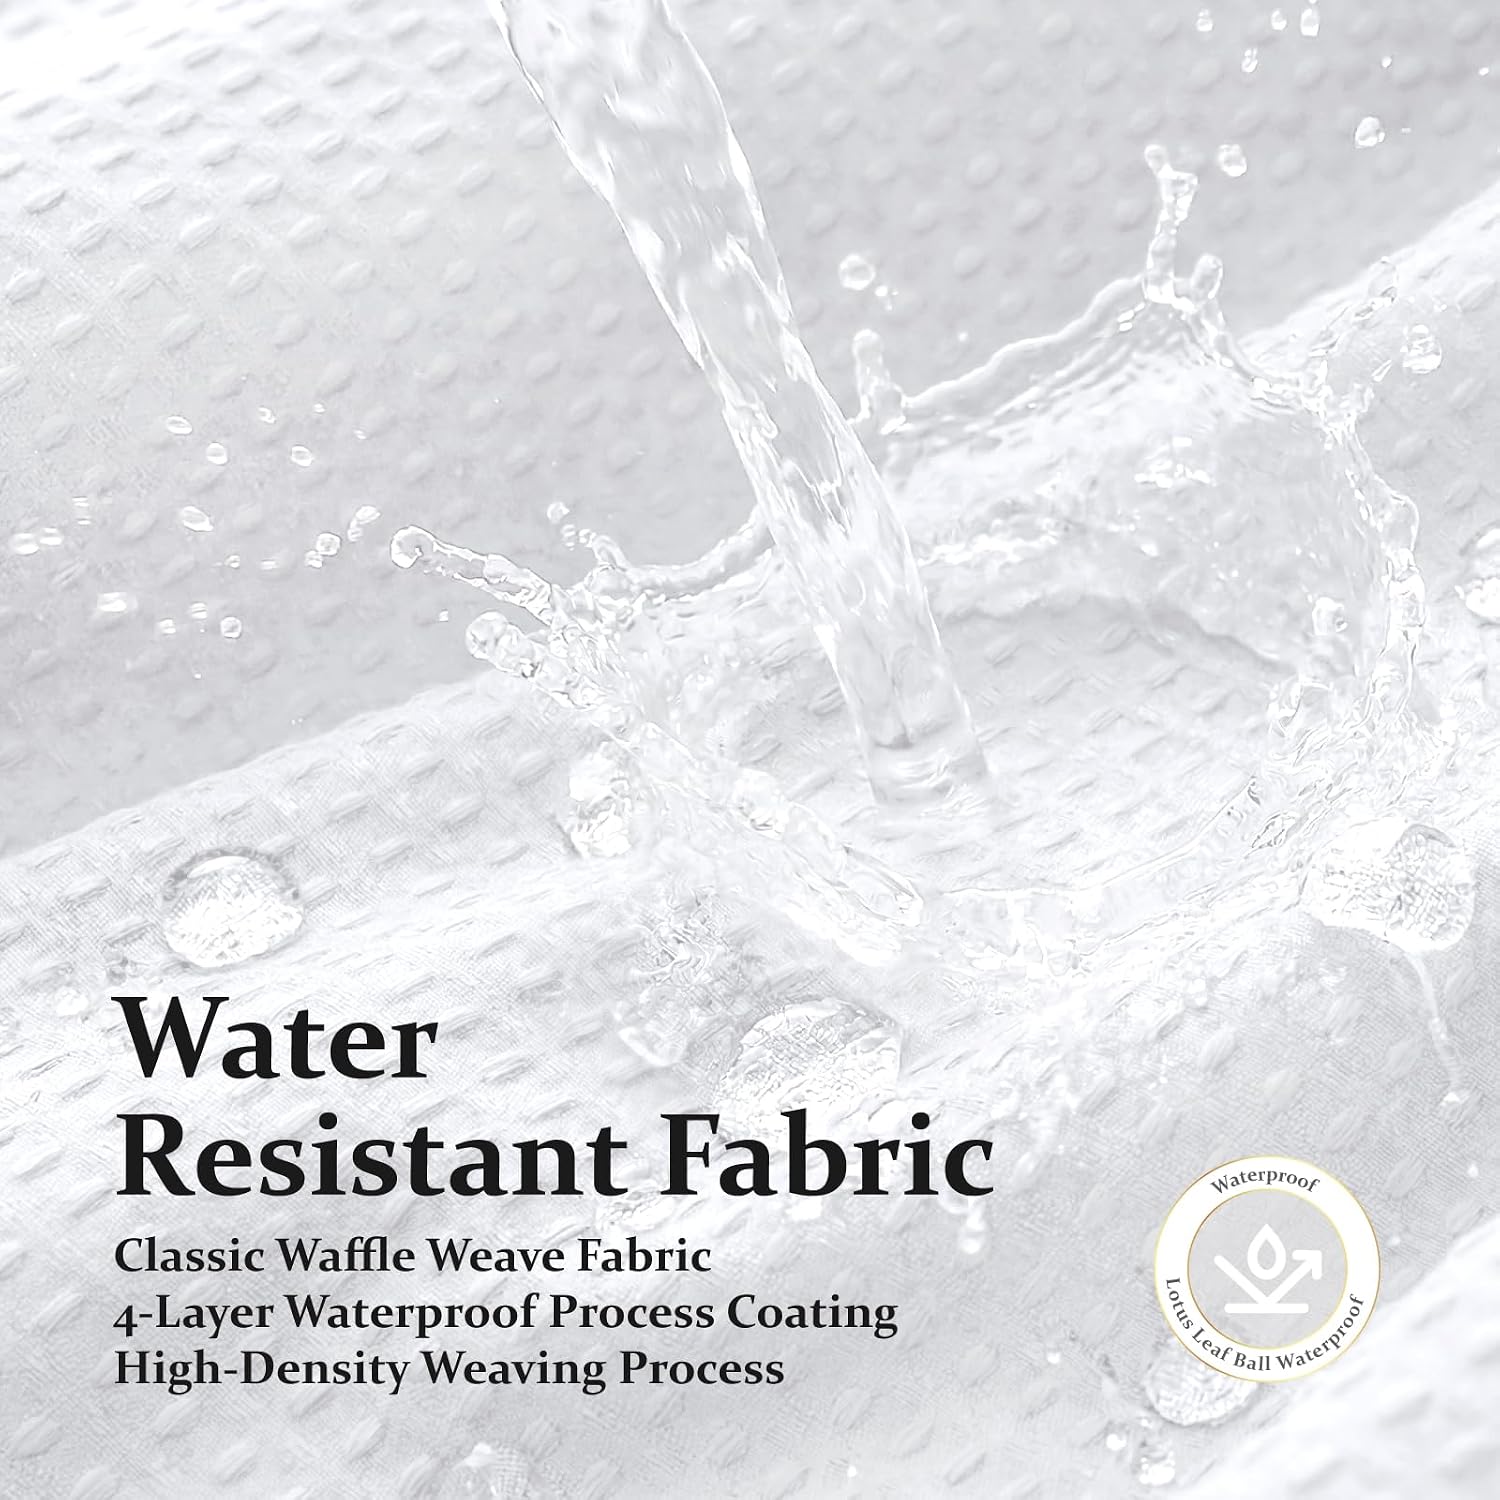 Water
Resistant Fabric
Classic Waffle Weave Fabric
4-Layer Waterproof Process Coating
High-Density Weaving Process
Waterproof
Lotus Leaf Ball Waterproof